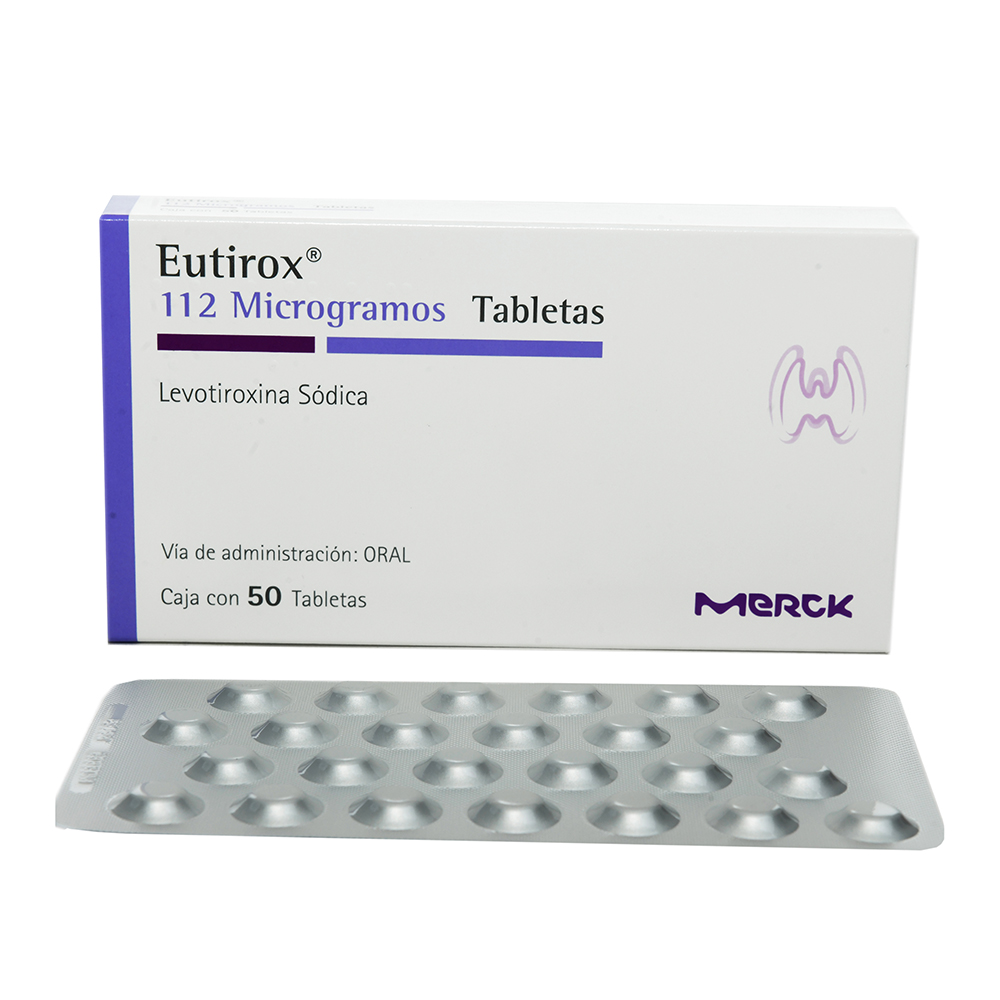 Eutirox®
112 Microgramos Tabletas
Levotiroxina Sódica
Vía de administración: ORAL
Caja con 50 Tabletas
MERCK